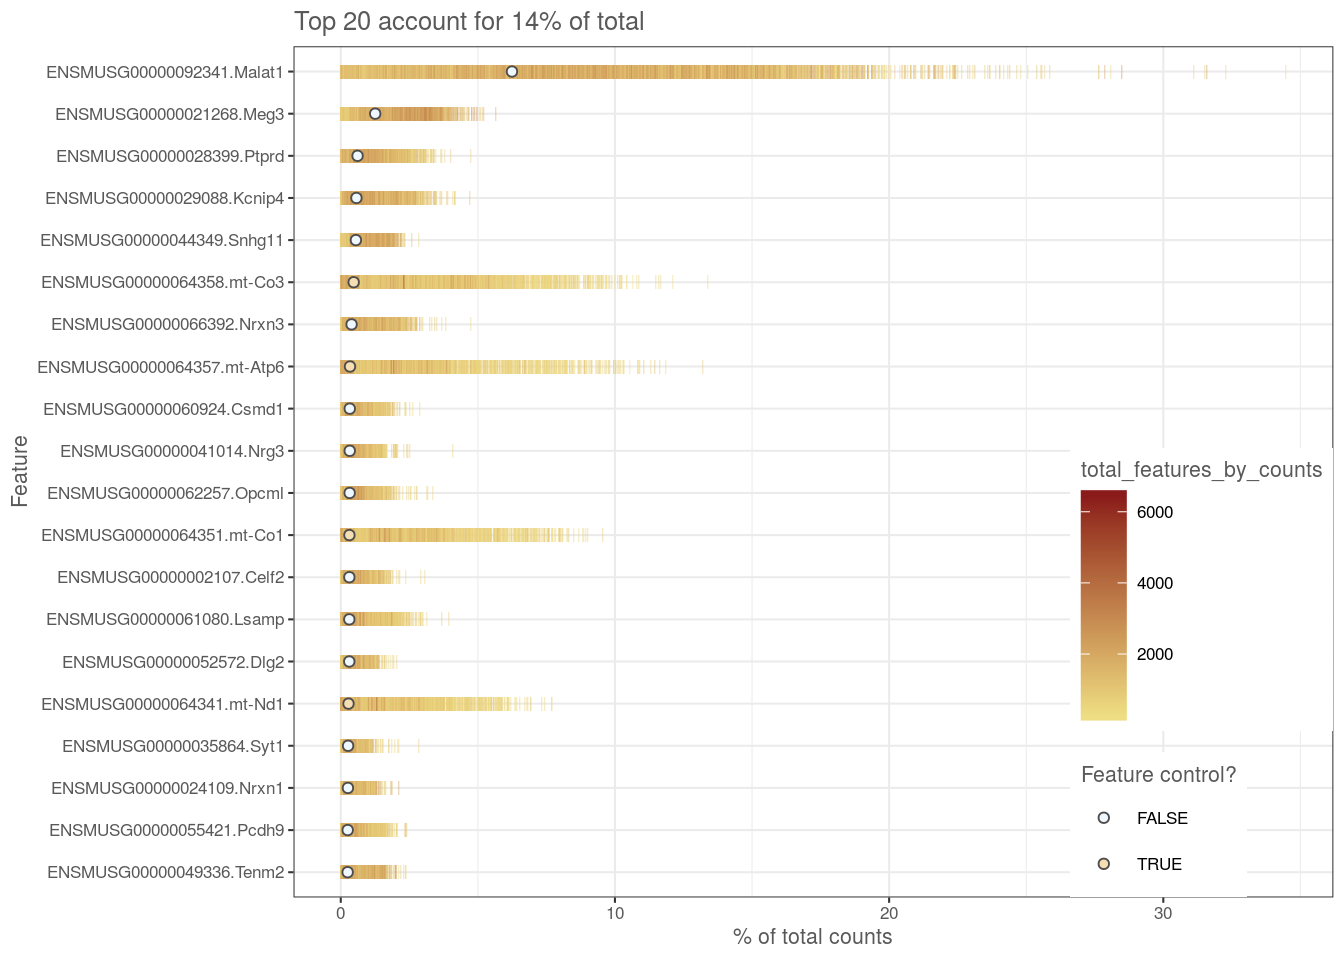 Top 20 account for 14% of total
Feature
ENSMUSG00000092341.Malat1
ENSMUSG00000021268.Meg3
ENSMUSG00000028399.Ptprd
ENSMUSG00000029088.Kcnip4
ENSMUSG00000044349.Snhg11
ENSMUSG00000064358.mt-Co3
ENSMUSG00000066392.Nrxn3
ENSMUSG00000064357.mt-Atp6
ENSMUSG00000060924.Csmd1
ENSMUSG00000041014.Nrg3
ENSMUSG00000062257.Opcml
ENSMUSG00000064351.mt-Co1
ENSMUSG00000002107.Celf2
ENSMUSG00000061080.Lsamp
ENSMUSG00000052572.Dlg2
ENSMUSG00000064341.mt-Nd1
ENSMUSG00000035864.Syt1
ENSMUSG00000024109.Nrxn1
ENSMUSG00000055421.Pcdh9
ENSMUSG00000049336.Tenm2
total_features_by_counts
6000
4000
2000
Feature control?
FALSE
TRUE
0 10 20 30
% of total counts